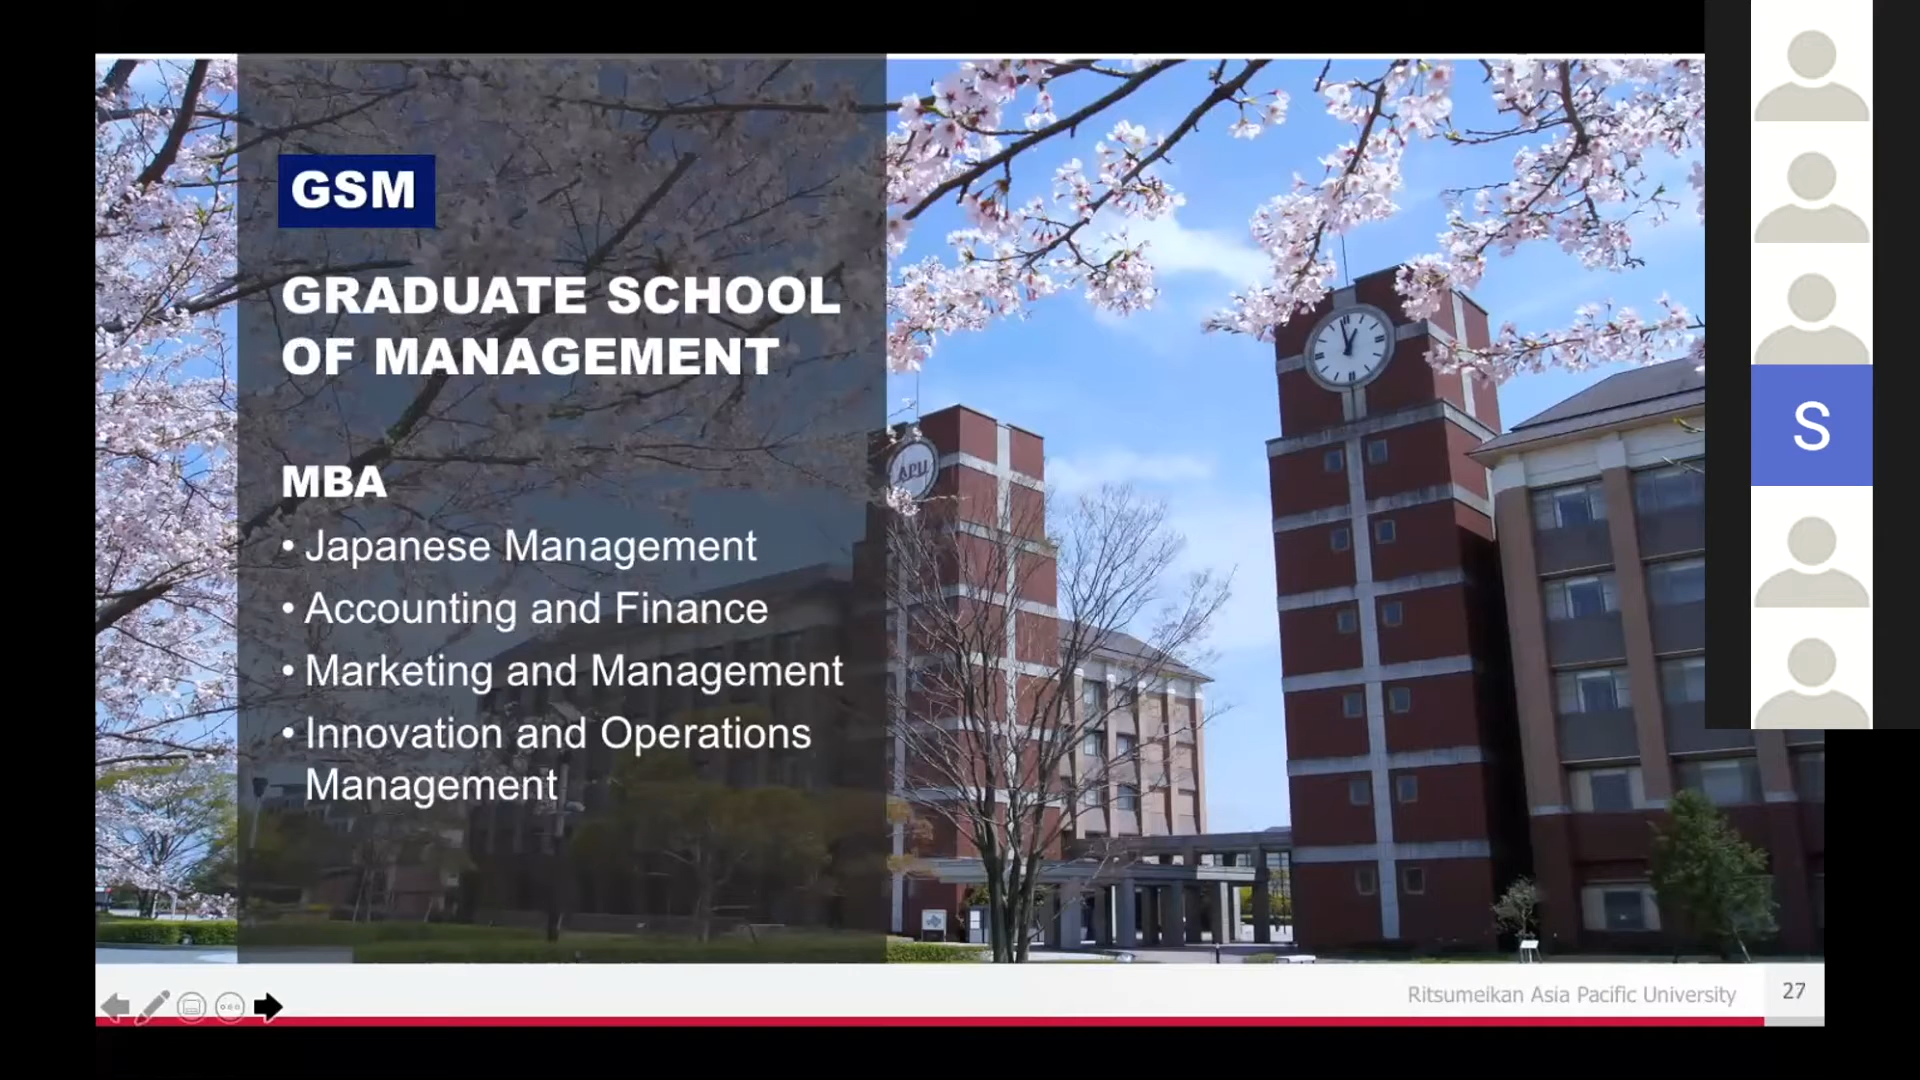 GSM
GRADUATE SCHOOL
OF MANAGEMENT
MBA
• Japanese Management
• Accounting and Finance
• Marketing and Management
• Innovation and Operations
Management
APU
S
Ritsumeikan Asia Pacific University
27